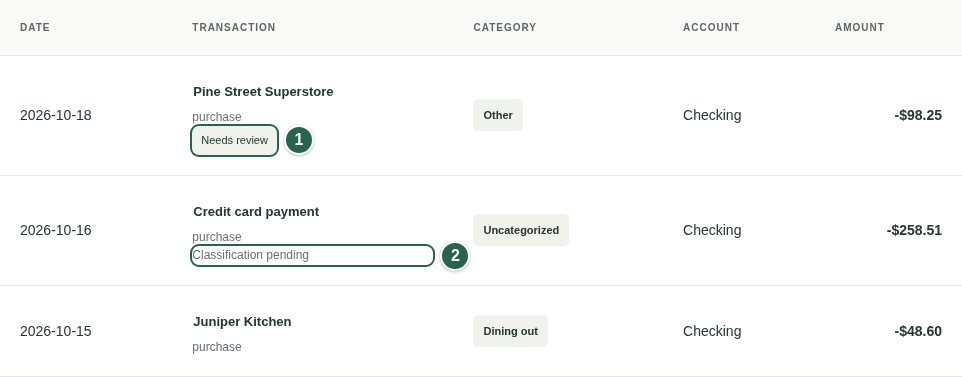 DATE TRANSACTION CATEGORY ACCOUNT AMOUNT
Pine Street Superstore
2026-10-18 purchase Other Checking -$98.25
Needs review 1
Credit card payment
2026-10-16 purchase Uncategorized Checking -$258.51
Classification pending 2
Juniper Kitchen
2026-10-15 Dining out Checking -$48.60
purchase